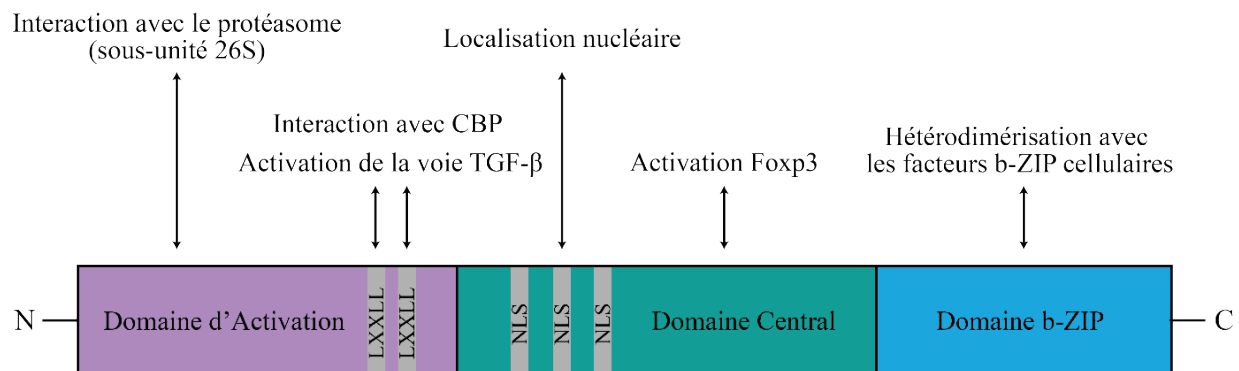 Interaction avec le protéasome
(sous-unité 26S)
Localisation nucléaire
Interaction avec CBP
Activation de la voie TGF-β
Activation Foxp3
Hétérodimérisation avec
les facteurs b-ZIP cellulaires
N
Domaine d'Activation
LXXLL
LXXLL
NLS
NLS
NLS
Domaine Central
Domaine b-ZIP
C